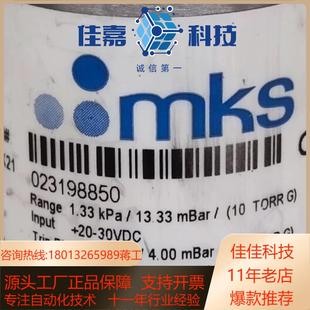 佳嘉 科技
诚信第一
mks
023198850
Range 1.33 kPa / 13.33 mBar / (10 TORR G)
Input +20-30VDC
4.00 mBar
咨询热线:18013265989蒋工
源头工厂正品保障 支持开票
专注自动化技术 十一年行业经验
佳佳科技
11年老店
爆款推荐